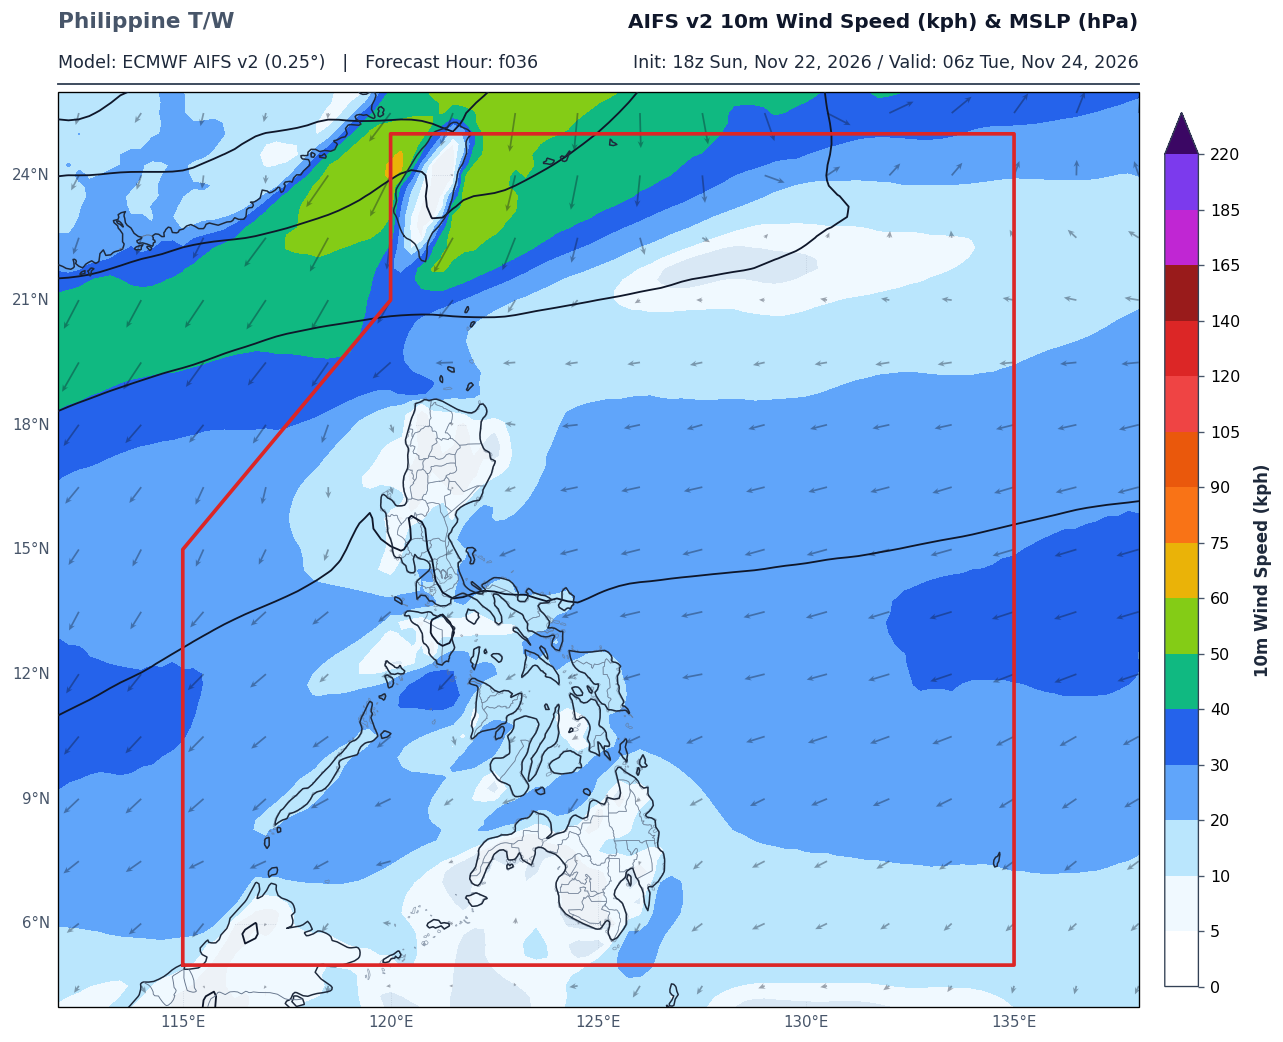 Philippine T/W
AIFS v2 10m Wind Speed (kph) & MSLP (hPa)
Model: ECMWF AIFS v2 (0.25°)   |   Forecast Hour: f036
Init: 18z Sun, Nov 22, 2026 / Valid: 06z Tue, Nov 24, 2026
24°N
21°N
18°N
15°N
12°N
9°N
6°N
115°E
120°E
125°E
130°E
135°E
220
185
165
140
120
105
90
75
60
50
40
30
20
10
5
0
10m Wind Speed (kph)